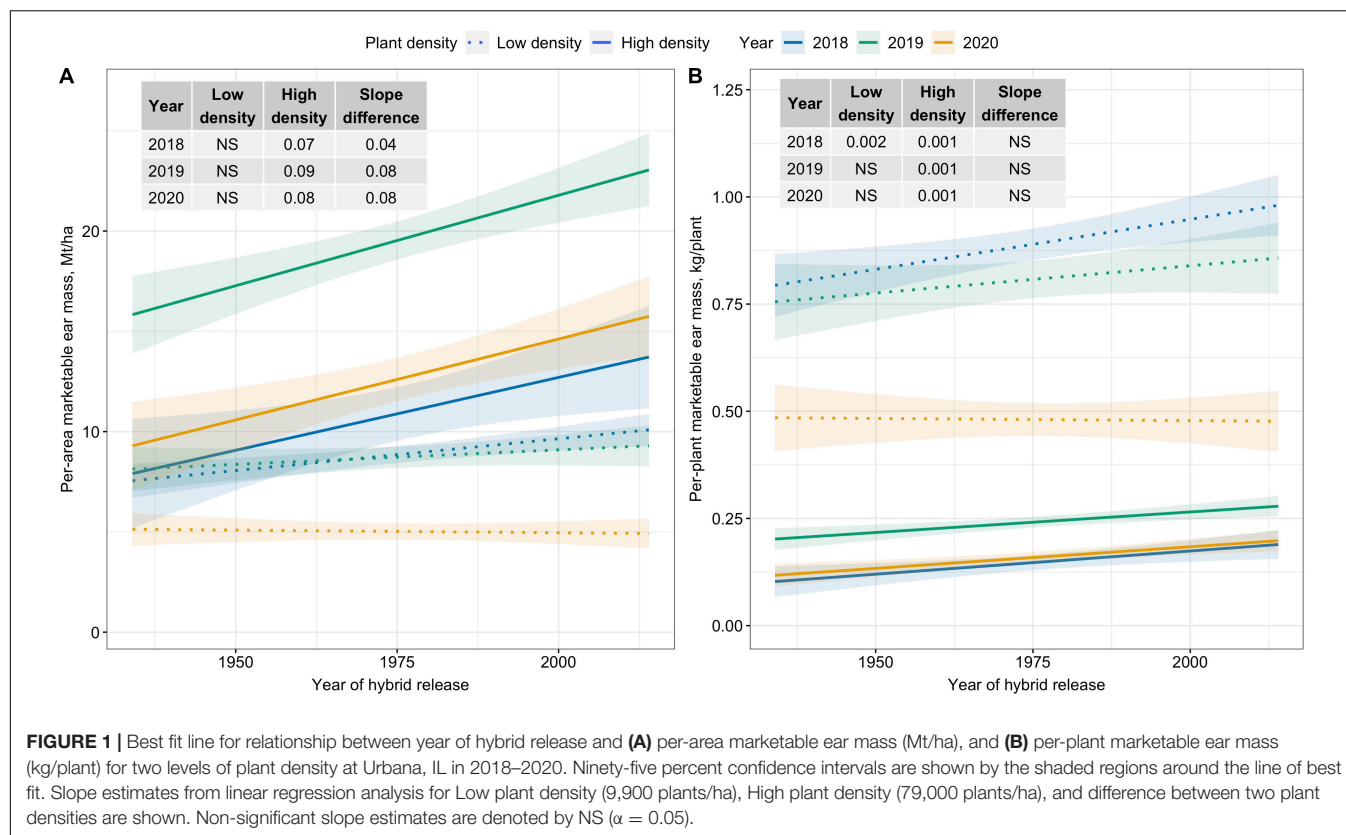 Plant density Low density High density Year 2018 2019 2020
A
Year Low density High density Slope difference
2018 NS 0.07 0.04
2019 NS 0.09 0.08
2020 NS 0.08 0.08
Per-area marketable ear mass, Mt/ha
20
10
0
1950 1975 2000
Year of hybrid release
B
Year Low density High density Slope difference
2018 0.002 0.001 NS
2019 NS 0.001 NS
2020 NS 0.001 NS
Per-plant marketable ear mass, kg/plant
1.25
1.00
0.75
0.50
0.25
0.00
1950 1975 2000
Year of hybrid release
FIGURE 1 | Best fit line for relationship between year of hybrid release and (A) per-area marketable ear mass (Mt/ha), and (B) per-plant marketable ear mass
(kg/plant) for two levels of plant density at Urbana, IL in 2018–2020. Ninety-five percent confidence intervals are shown by the shaded regions around the line of best
fit. Slope estimates from linear regression analysis for Low plant density (9,900 plants/ha), High plant density (79,000 plants/ha), and difference between two plant
densities are shown. Non-significant slope estimates are denoted by NS (α = 0.05).